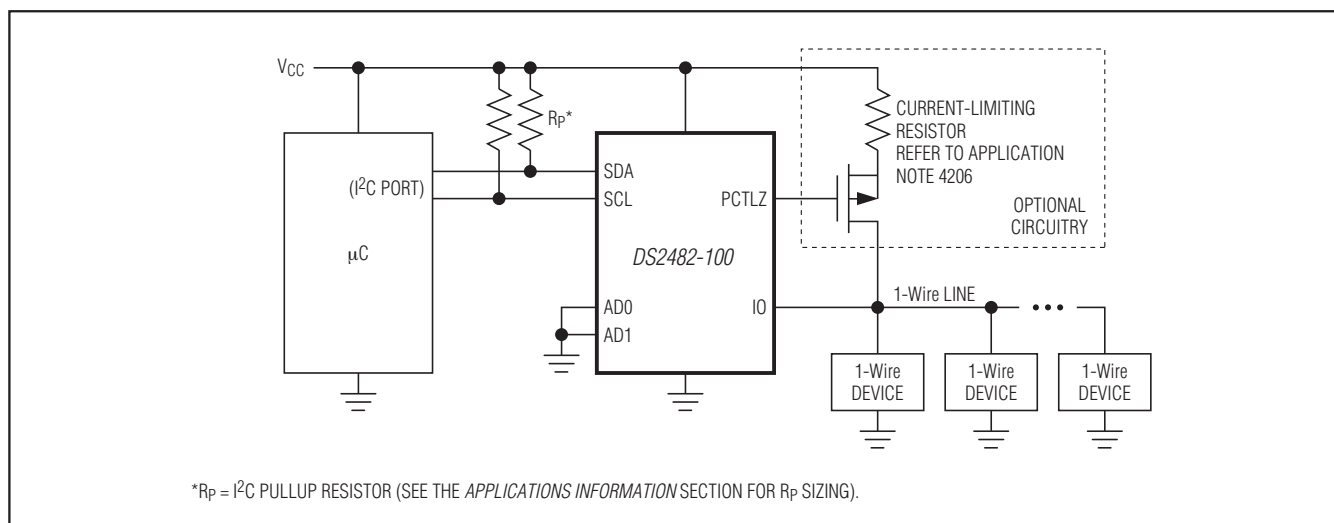 VCC
RP*
CURRENT-LIMITING
RESISTOR
REFER TO APPLICATION
NOTE 4206
OPTIONAL
CIRCUITRY
(I2C PORT)
μC
SDA
SCL
PCTLZ
DS2482-100
AD0
AD1
IO
1-Wire LINE
•••
1-Wire
DEVICE
1-Wire
DEVICE
1-Wire
DEVICE
*RP = I2C PULLUP RESISTOR (SEE THE APPLICATIONS INFORMATION SECTION FOR RP SIZING).